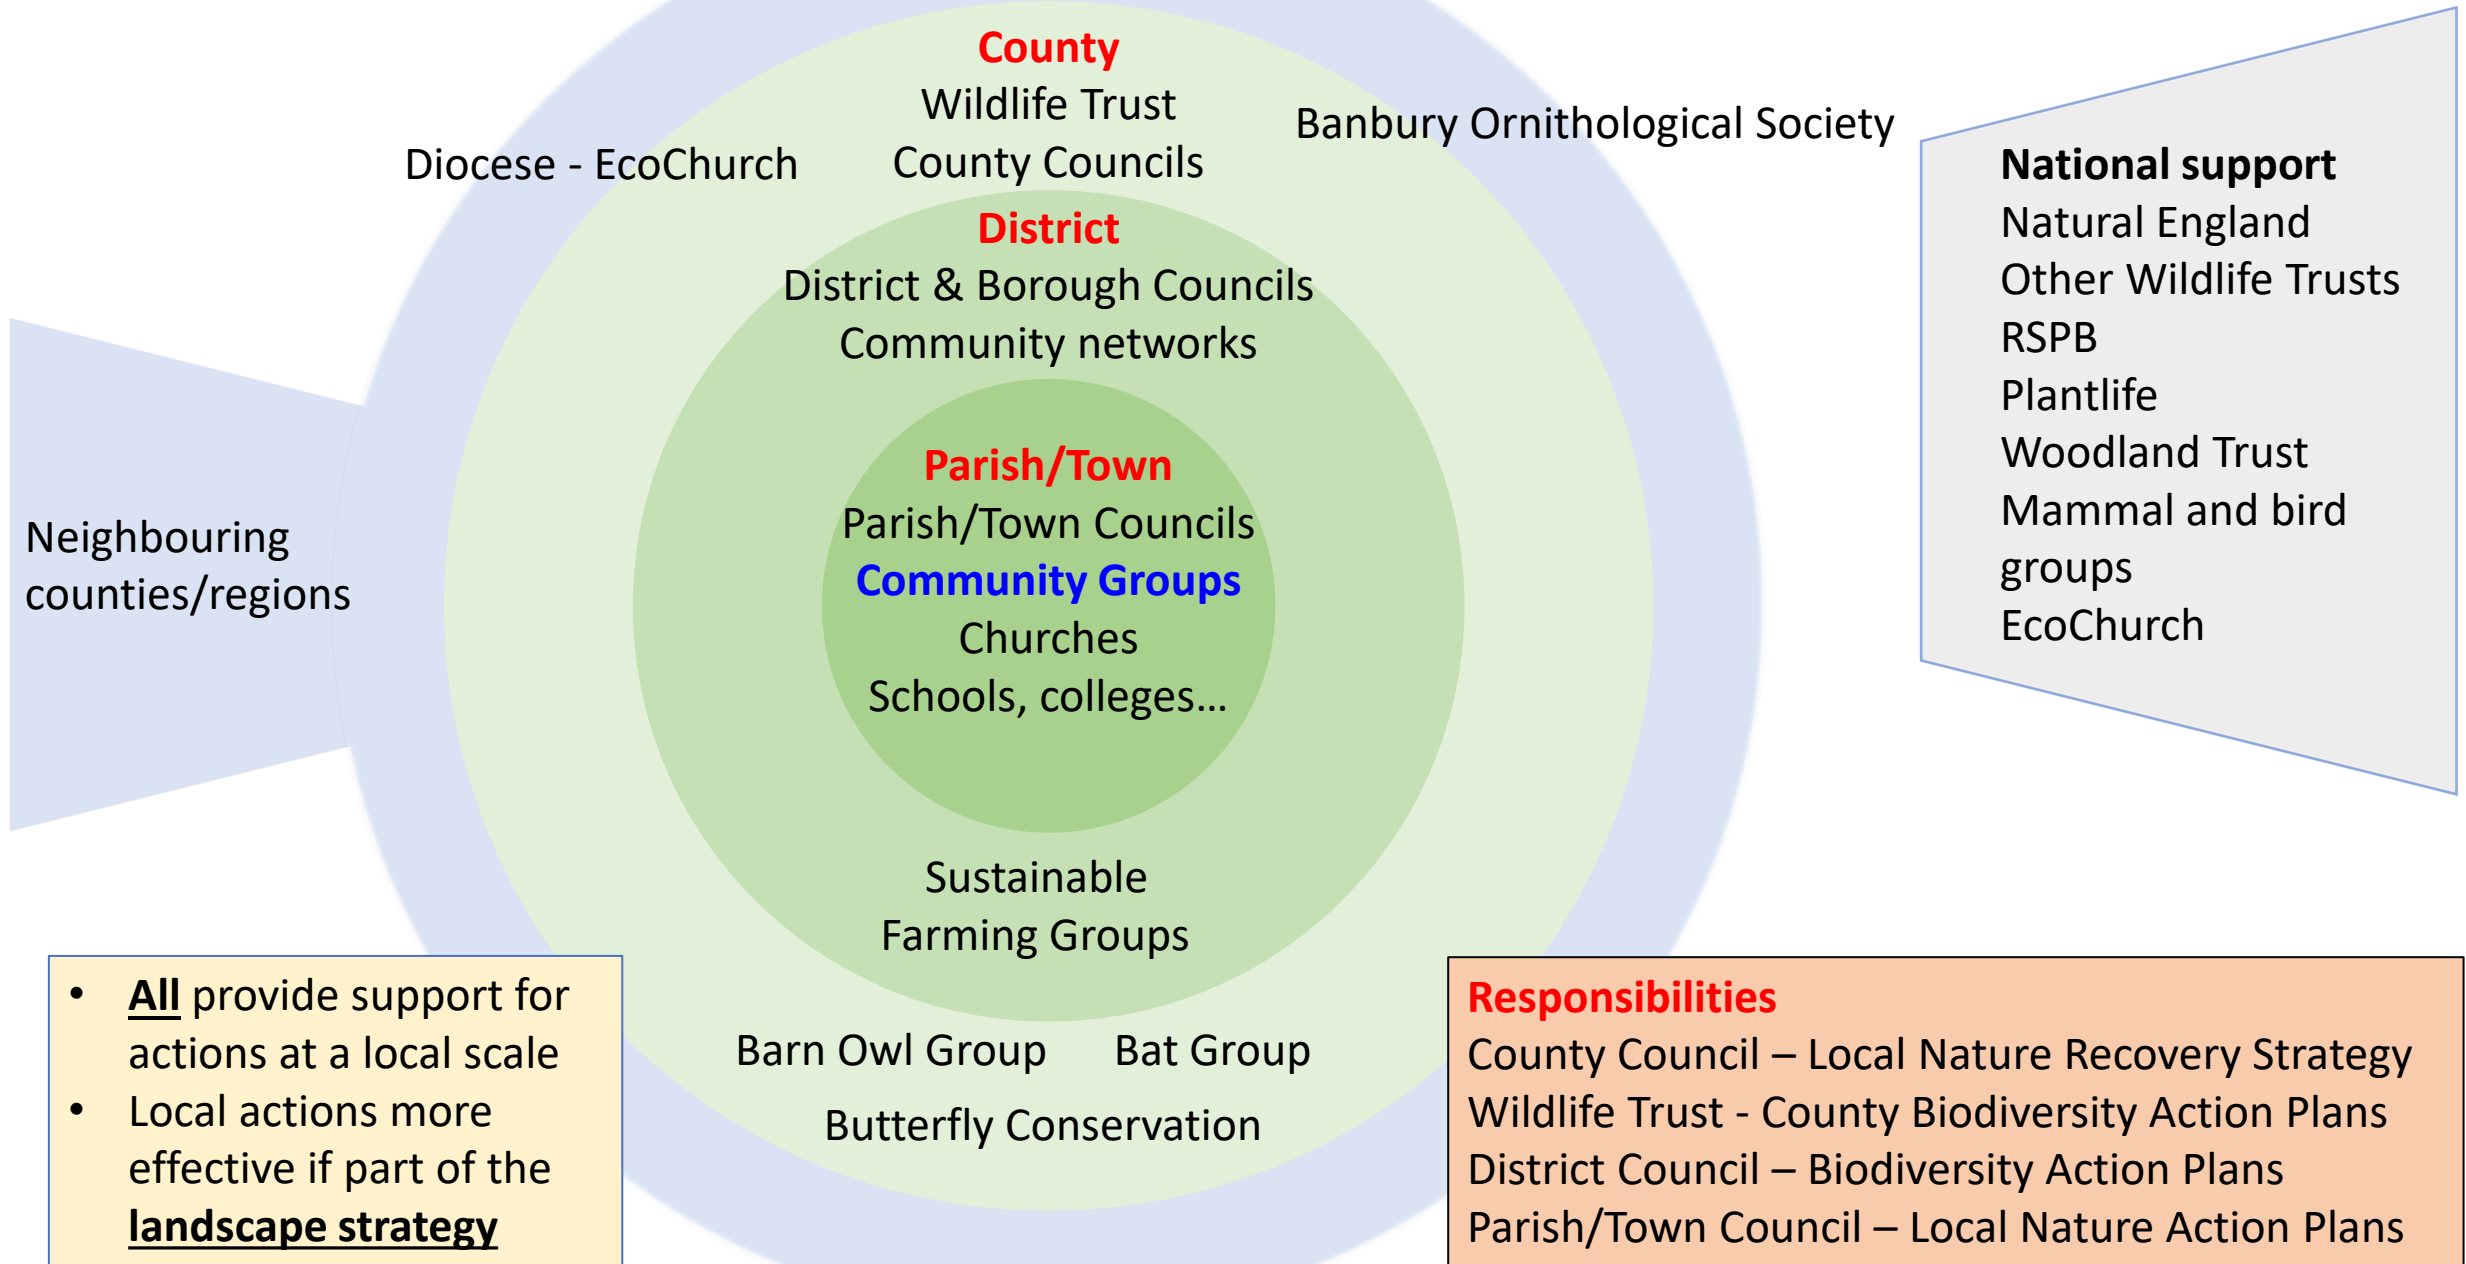 County
Wildlife Trust
County Councils
Diocese - EcoChurch
Banbury Ornithological Society
District
District & Borough Councils
Community networks
Parish/Town
Parish/Town Councils
Community Groups
Churches
Schools, colleges…
Sustainable
Farming Groups
Barn Owl Group
Bat Group
Butterfly Conservation
Neighbouring
counties/regions
National support
Natural England
Other Wildlife Trusts
RSPB
Plantlife
Woodland Trust
Mammal and bird
groups
EcoChurch
• All provide support for
actions at a local scale
• Local actions more
effective if part of the
landscape strategy
Responsibilities
County Council – Local Nature Recovery Strategy
Wildlife Trust - County Biodiversity Action Plans
District Council – Biodiversity Action Plans
Parish/Town Council – Local Nature Action Plans